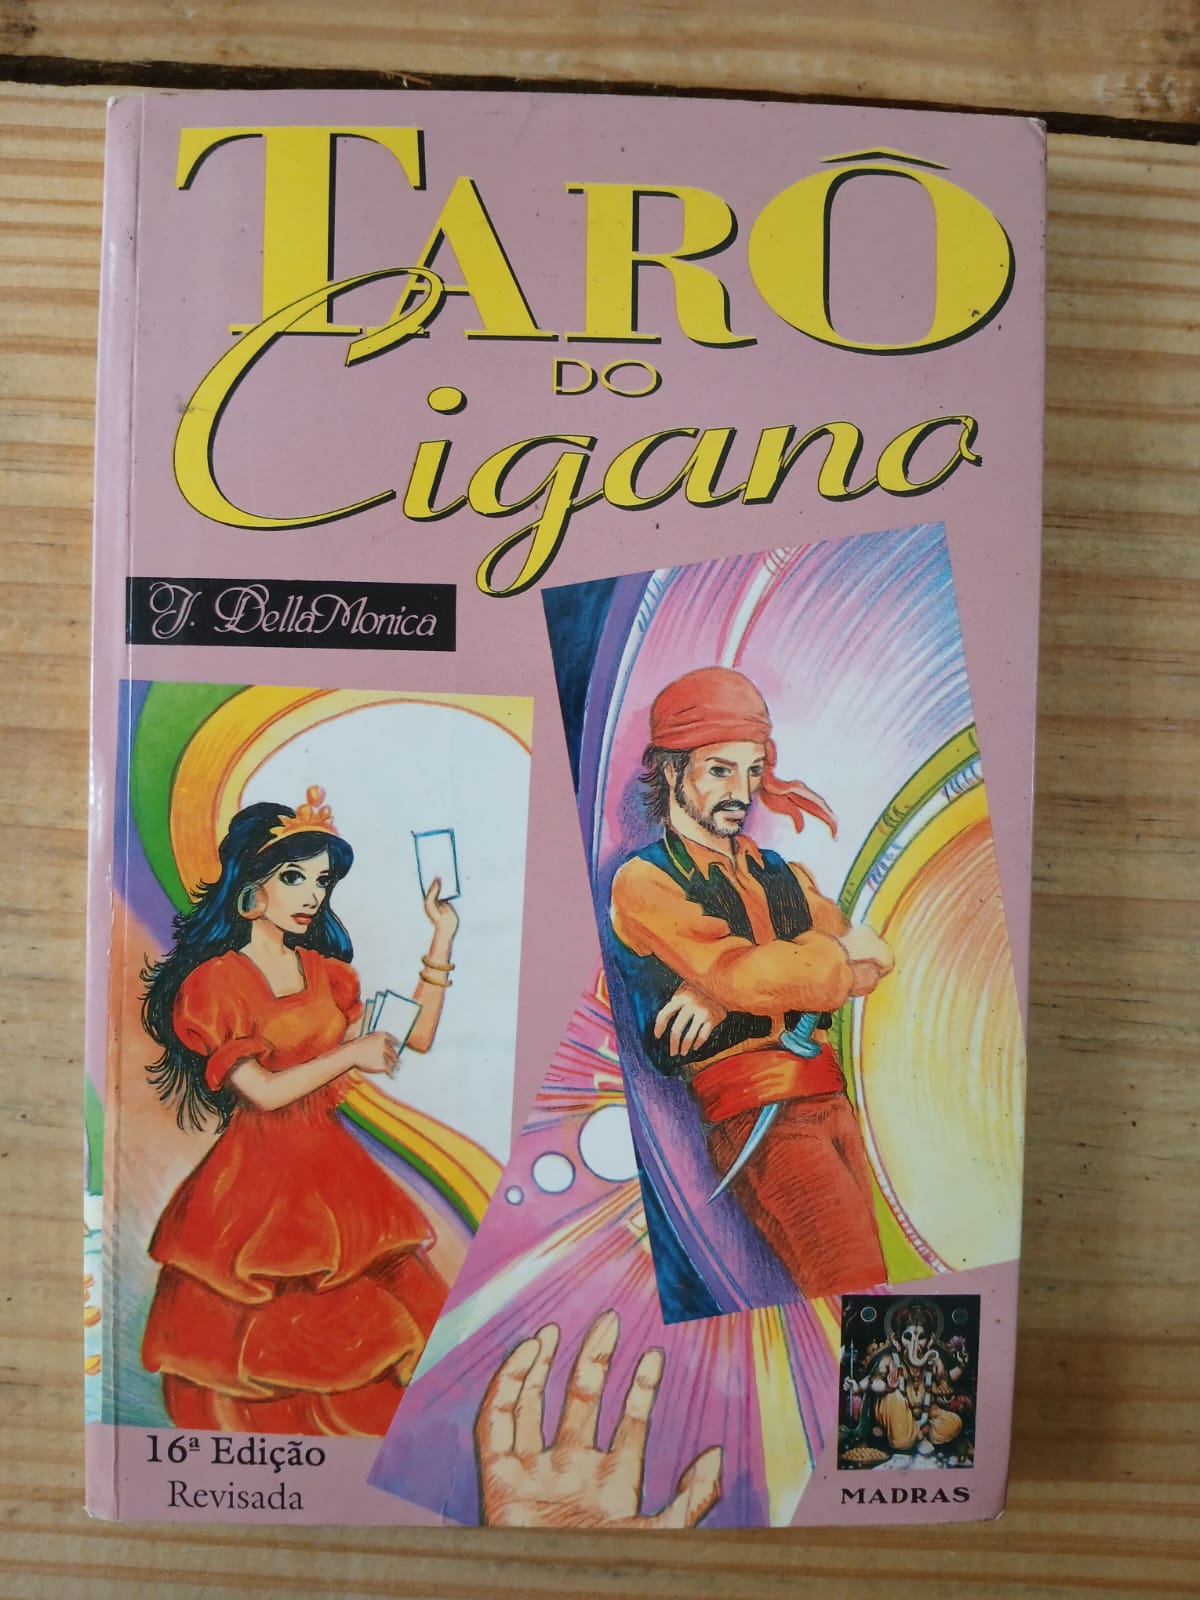 TARÔ
DO
Cigano
J. DellaMonica
16ª Edição
Revisada
MADRAS